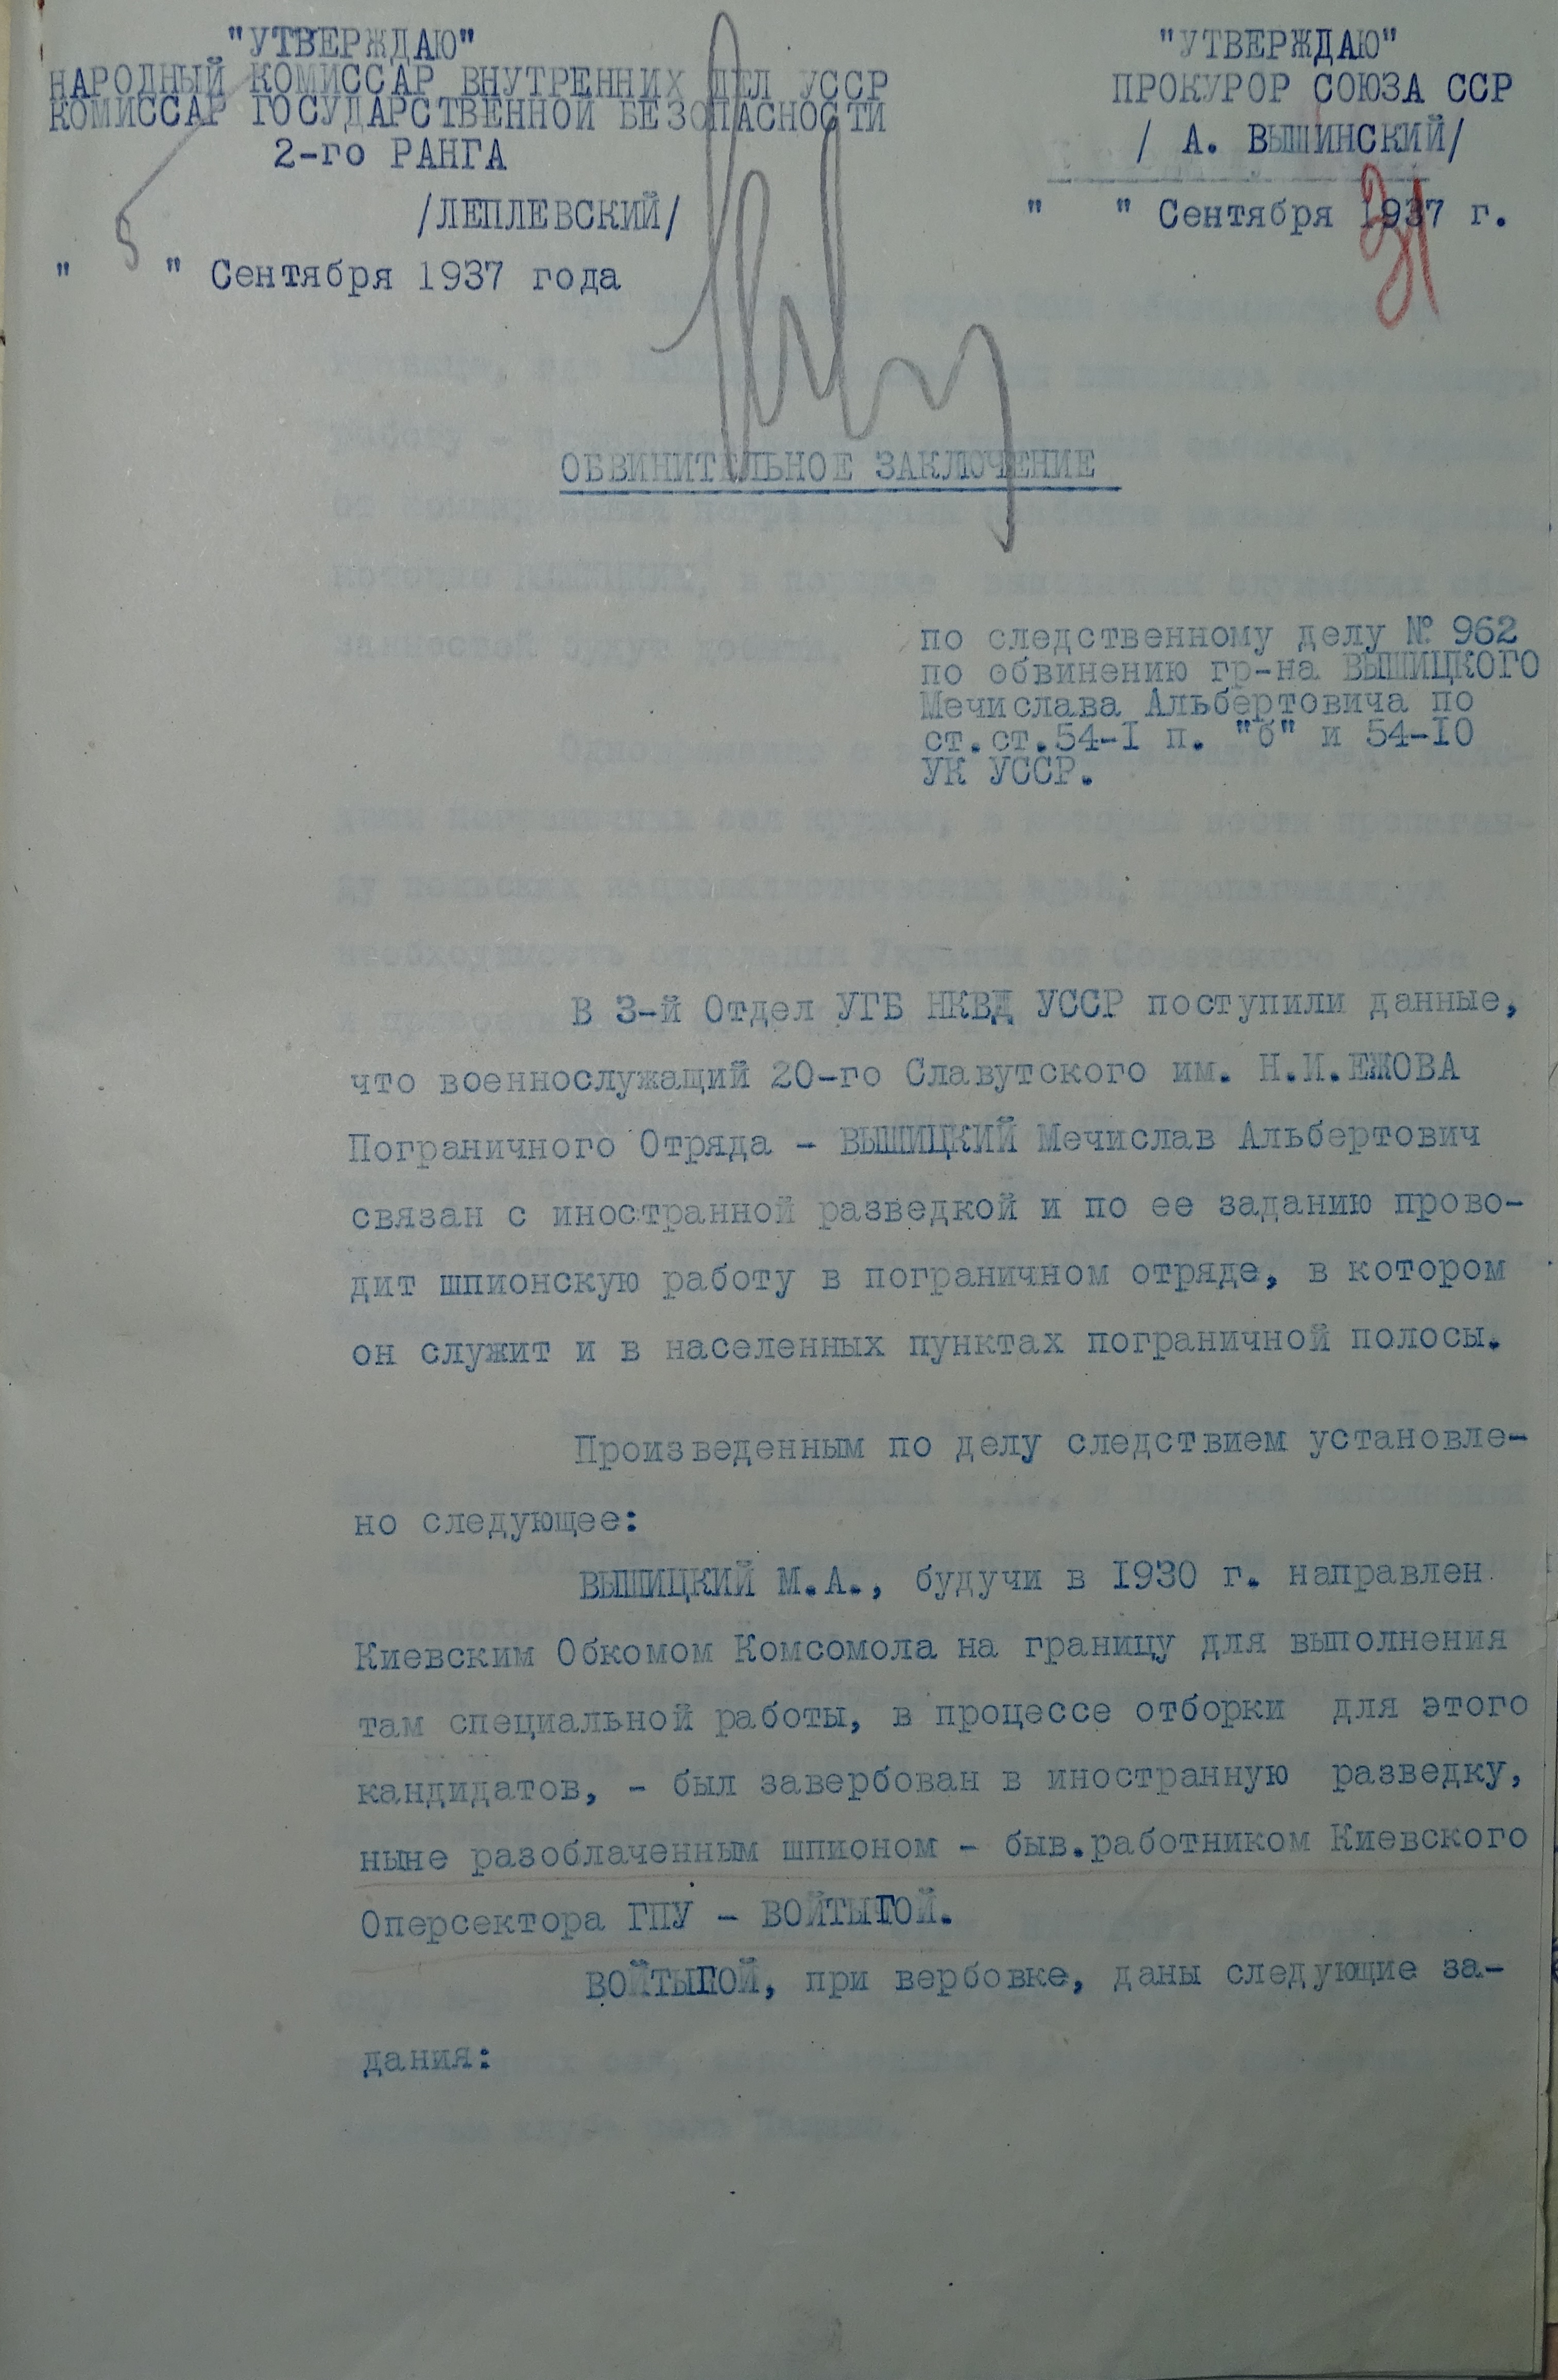 "УТВЕРЖДАЮ"
НАРОДНЫЙ КОМИССАР ВНУТРЕННИХ ДЕЛ УССР
КОМИССАР ГОСУДАРСТВЕННОЙ БЕЗОПАСНОСТИ
2-го РАНГА
/ЛЕПЛЕВСКИЙ/
" " Сентября 1937 года
"УТВЕРЖДАЮ"
ПРОКУРОР СОЮЗА ССР
/ А. ВЫШИНСКИЙ/
" " Сентября 1937 г.
ОБВИНИТЕЛЬНОЕ ЗАКЛЮЧЕНИЕ
по следственному делу № 962
по обвинению гр-на ВЫШИЦКОГО
Мечислава Альбертовича по
ст.ст.54-I п. "б" и 54-IO
УК УССР.
В 3-й Отдел УГБ НКВД УССР поступили данные,
что военнослужащий 20-го Славутского им. Н.И.ЕЖОВА
Пограничного Отряда - ВЫШИЦКИЙ Мечислав Альбертович
связан с иностранной разведкой и по ее заданию прово-
дит шпионскую работу в пограничном отряде, в котором
он служит и в населенных пунктах пограничной полосы.
Произведенным по делу следствием установле-
но следующее:
ВЫШИЦКИЙ М.А., будучи в I930 г. направлен
Киевским Обкомом Комсомола на границу для выполнения
там специальной работы, в процессе отборки для этого
кандидатов, - был завербован в иностранную разведку,
ныне разоблаченным шпионом - быв.работником Киевского
Оперсектора ГПУ - ВОЙТЫГОЙ.
ВОЙТЫГОЙ, при вербовке, даны следующие за-
дания: